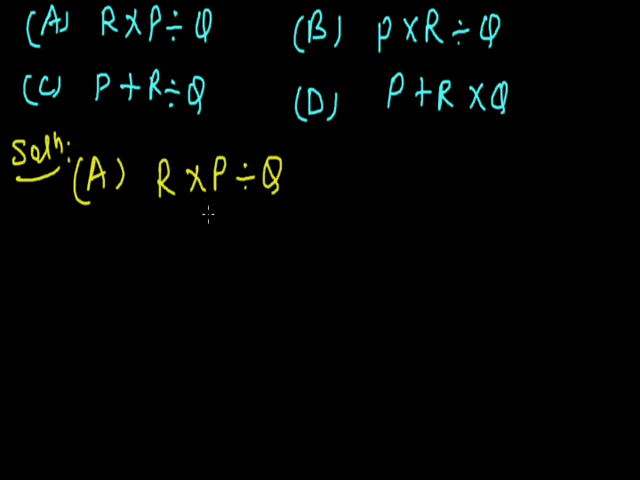 (A) R × P ÷ Q (B) P × R ÷ Q
(C) P + R ÷ Q (D) P + R × Q
Soln: (A) R × P ÷ Q